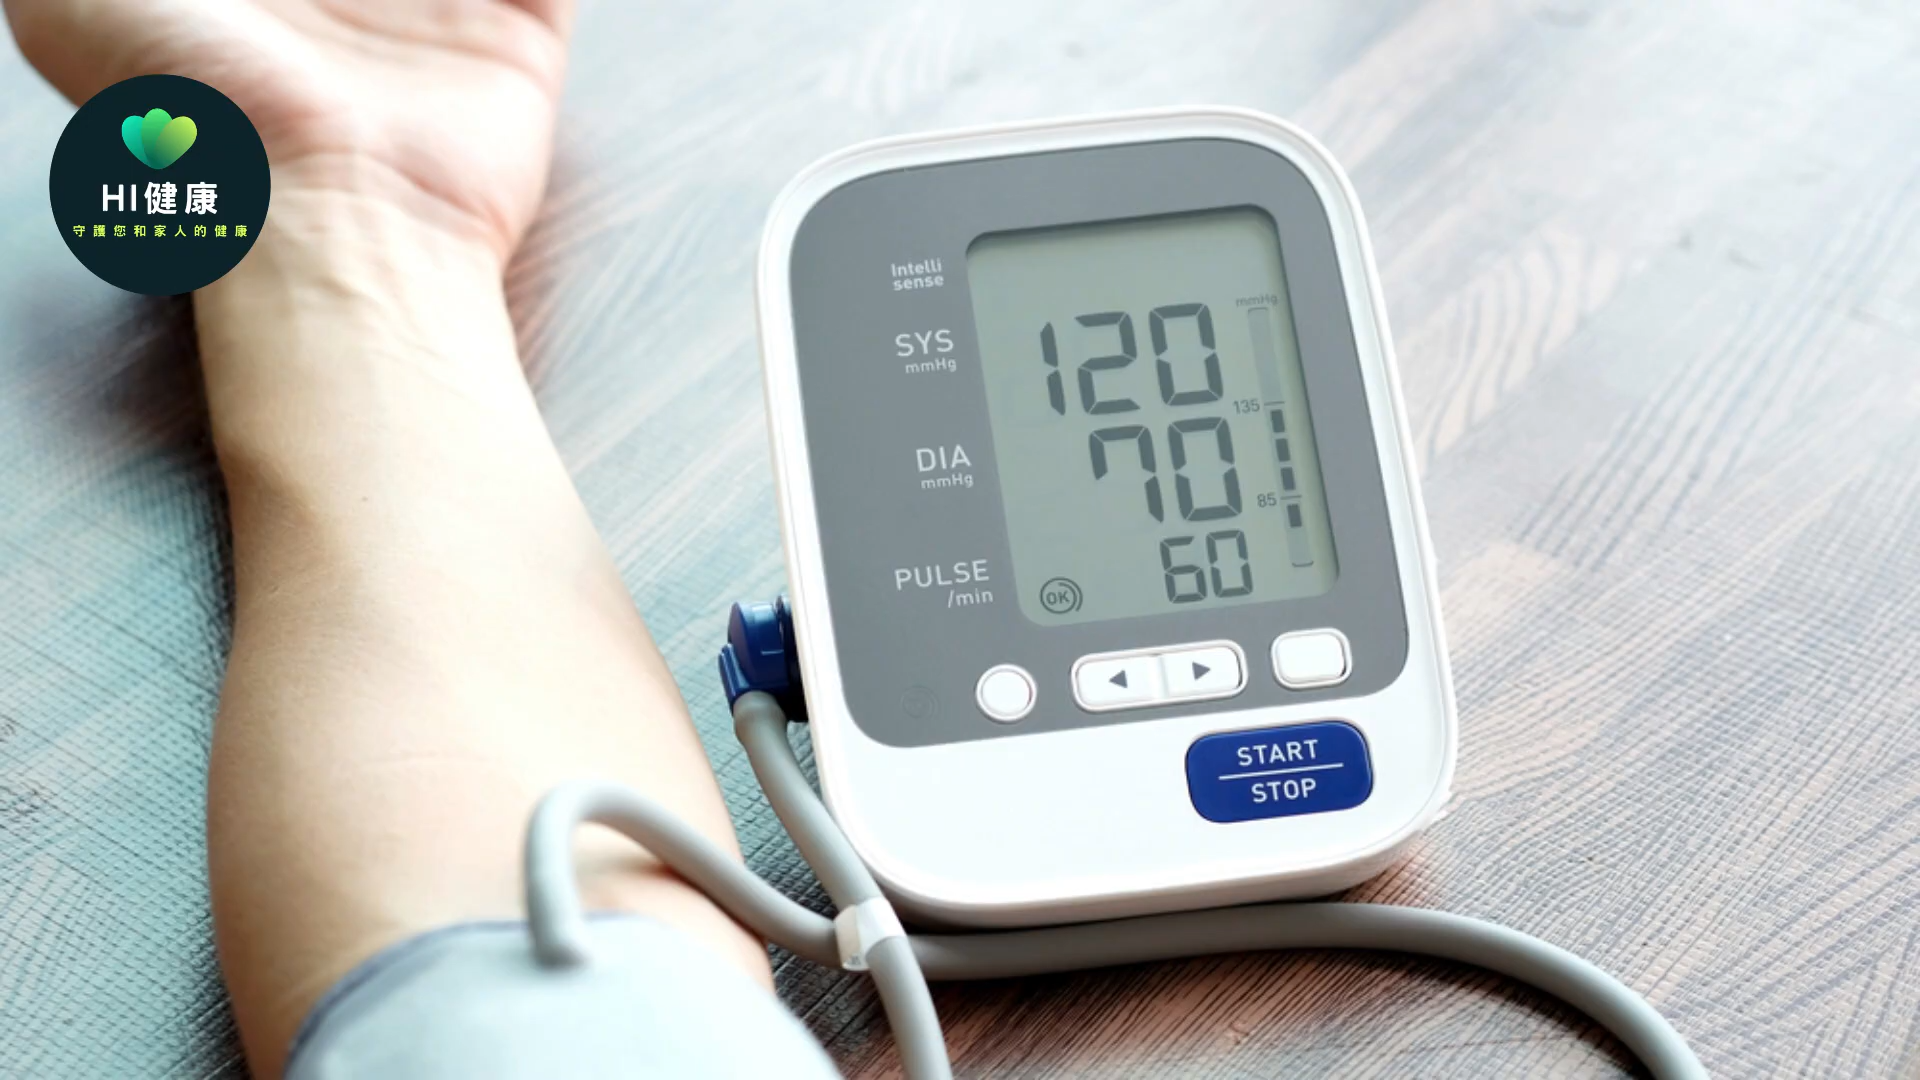 HI健康
守護您和家人的健康
Intelli
sense
SYS
mmHg
120
mmHg
135
DIA
mmHg
70
85
PULSE
/min
60
OK
START
STOP